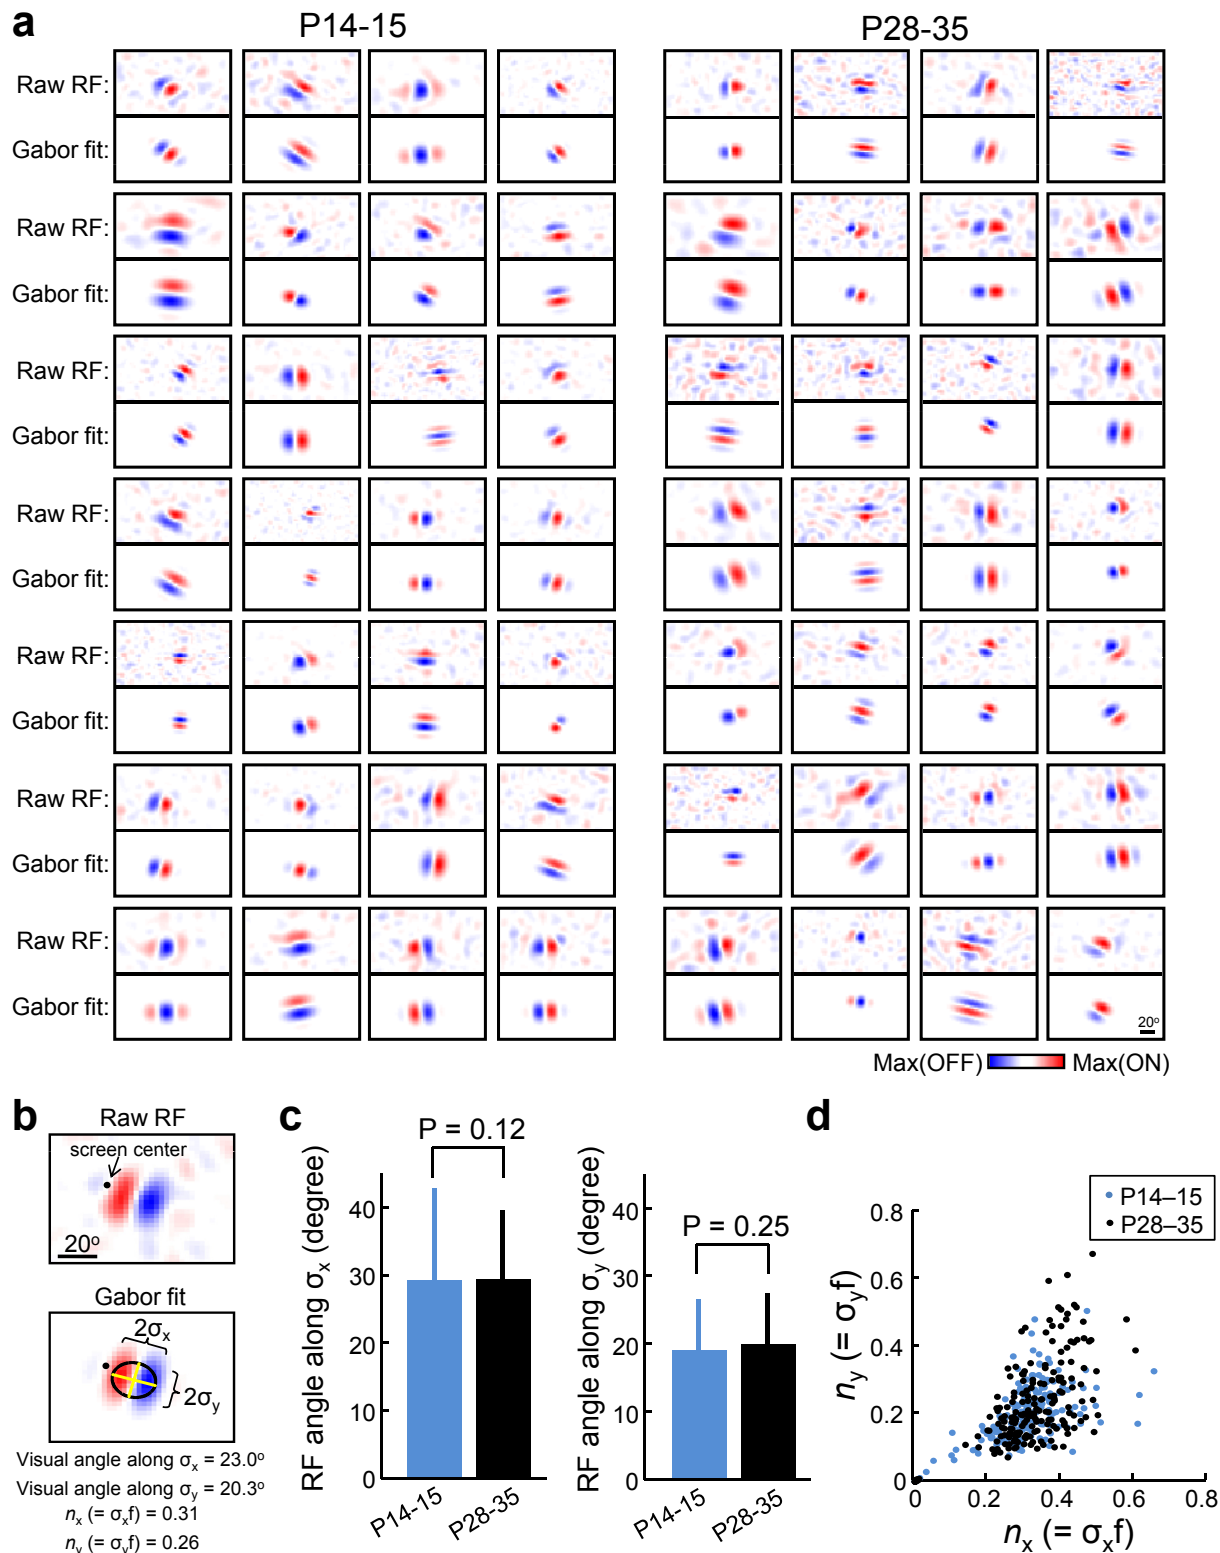 a
P14-15
P28-35
Raw RF:
Gabor fit:
Raw RF:
Gabor fit:
Raw RF:
Gabor fit:
Raw RF:
Gabor fit:
Raw RF:
Gabor fit:
Raw RF:
Gabor fit:
Raw RF:
Gabor fit:
20°
Max(OFF)
Max(ON)
b
Raw RF
screen center
20°
Gabor fit
2σx
2σy
Visual angle along σx = 23.0°
Visual angle along σy = 20.3°
nx (= σxf) = 0.31
ny (= σyf) = 0.26
c
P = 0.12
RF angle along σx (degree)
40
30
20
10
0
P14-15
P28-35
P = 0.25
RF angle along σy (degree)
40
30
20
10
0
P14-15
P28-35
d
P14–15
P28–35
ny (= σyf)
0.8
0.6
0.4
0.2
0
0
0.2
0.4
0.6
0.8
nx (= σxf)